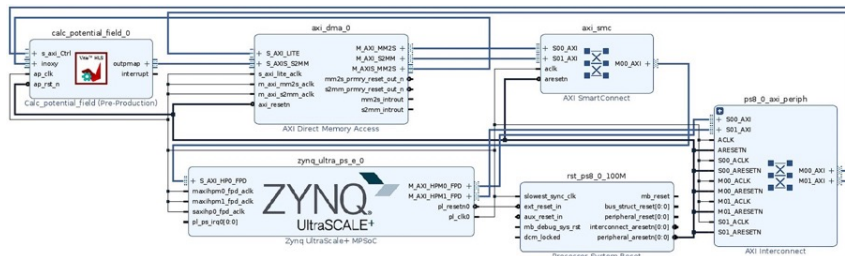 calc_potential_field_0
s_axi_Ctrl
inoxy
ap_clk
ap_rst_n
Vitis™ HLS
outpmap
interrupt
Calc_potential_field (Pre-Production)
axi_dma_0
S_AXI_LITE
S_AXIS_S2MM
s_axi_lite_aclk
m_axi_mm2s_aclk
m_axi_s2mm_aclk
axi_resetn
M_AXI_MM2S
M_AXI_S2MM
M_AXIS_MM2S
mm2s_prmry_reset_out_n
s2mm_prmry_reset_out_n
mm2s_introut
s2mm_introut
AXI Direct Memory Access
axi_smc
S00_AXI
S01_AXI
aclk
aresetn
M00_AXI
AXI SmartConnect
zynq_ultra_ps_e_0
S_AXI_HP0_FPD
maxihpm0_fpd_aclk
maxihpm1_fpd_aclk
saxihp0_fpd_aclk
pl_ps_irq0[0:0]
ZYNQ
UltraSCALE+
M_AXI_HPM0_FPD
M_AXI_HPM1_FPD
pl_resetn0
pl_clk0
Zynq UltraScale+ MPSoC
rst_ps8_0_100M
slowest_sync_clk
ext_reset_in
aux_reset_in
mb_debug_sys_rst
dcm_locked
mb_reset
bus_struct_reset[0:0]
peripheral_reset[0:0]
interconnect_aresetn[0:0]
peripheral_aresetn[0:0]
Processor System Reset
ps8_0_axi_periph
S00_AXI
S01_AXI
ACLK
ARESETN
S00_ACLK
S00_ARESETN
M00_ACLK
M00_ARESETN
M01_ACLK
M01_ARESETN
S01_ACLK
S01_ARESETN
M00_AXI
M01_AXI
AXI Interconnect